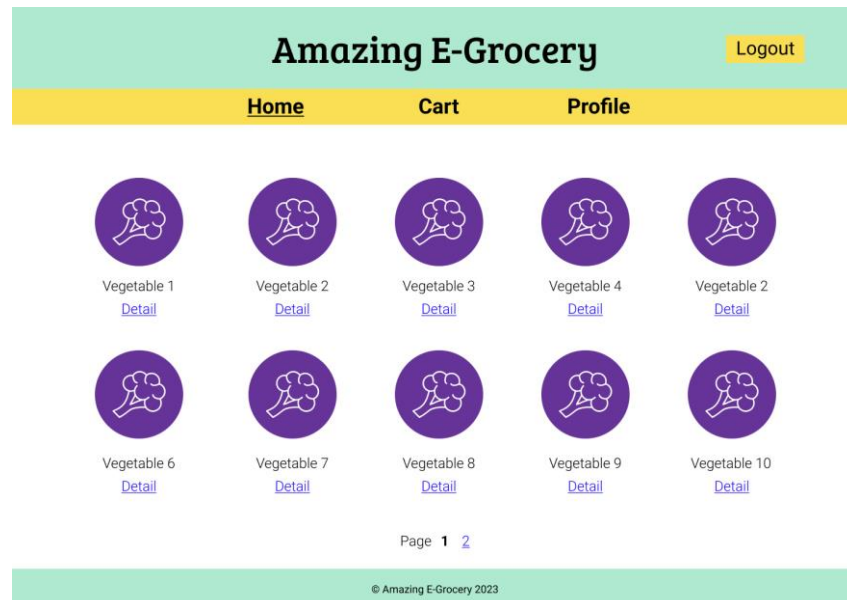 Amazing E-Grocery
Logout
Home Cart Profile
Vegetable 1 Vegetable 2 Vegetable 3 Vegetable 4 Vegetable 2
Detail Detail Detail Detail Detail
Vegetable 6 Vegetable 7 Vegetable 8 Vegetable 9 Vegetable 10
Detail Detail Detail Detail Detail
Page 1 2
© Amazing E-Grocery 2023